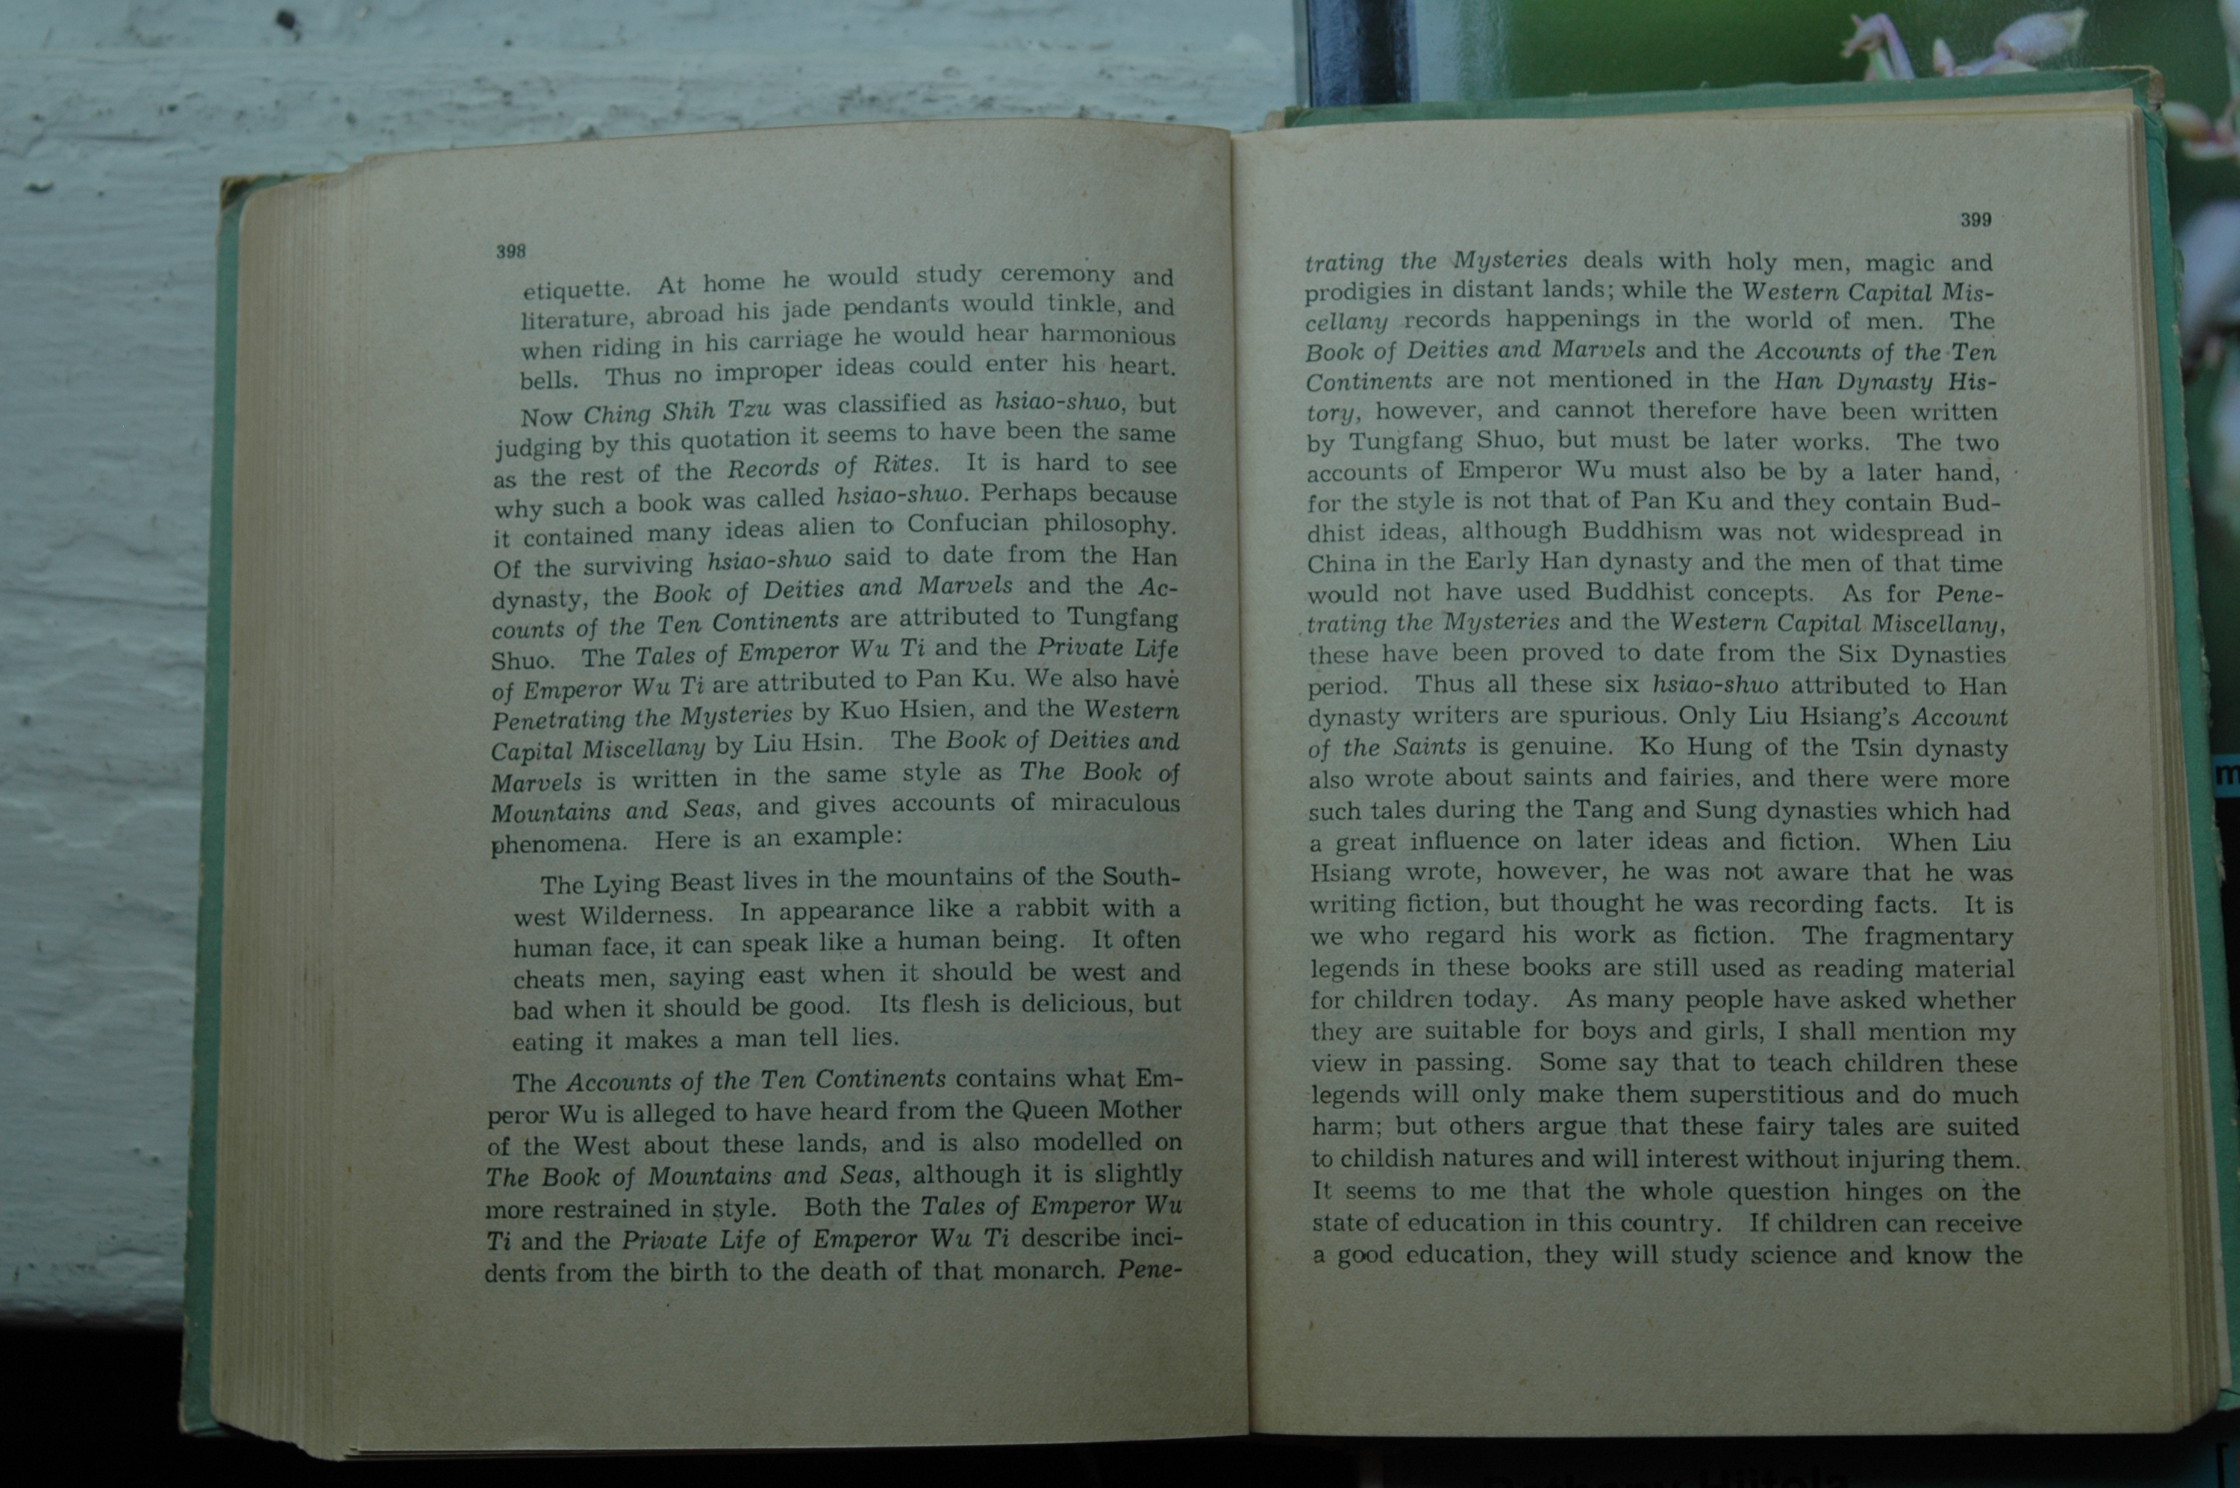 398
etiquette. At home he would study ceremony and
literature, abroad his jade pendants would tinkle, and
when riding in his carriage he would hear harmonious
bells. Thus no improper ideas could enter his heart.
Now Ching Shih Tzu was classified as hsiao-shuo, but
judging by this quotation it seems to have been the same
as the rest of the Records of Rites. It is hard to see
why such a book was called hsiao-shuo. Perhaps because
it contained many ideas alien to Confucian philosophy.
Of the surviving hsiao-shuo said to date from the Han
dynasty, the Book of Deities and Marvels and the Ac-
counts of the Ten Continents are attributed to Tungfang
Shuo. The Tales of Emperor Wu Ti and the Private Life
of Emperor Wu Ti are attributed to Pan Ku. We also have
Penetrating the Mysteries by Kuo Hsien, and the Western
Capital Miscellany by Liu Hsin. The Book of Deities and
Marvels is written in the same style as The Book of
Mountains and Seas, and gives accounts of miraculous
phenomena. Here is an example:
The Lying Beast lives in the mountains of the South-
west Wilderness. In appearance like a rabbit with a
human face, it can speak like a human being. It often
cheats men, saying east when it should be west and
bad when it should be good. Its flesh is delicious, but
eating it makes a man tell lies.
The Accounts of the Ten Continents contains what Em-
peror Wu is alleged to have heard from the Queen Mother
of the West about these lands, and is also modelled on
The Book of Mountains and Seas, although it is slightly
more restrained in style. Both the Tales of Emperor Wu
Ti and the Private Life of Emperor Wu Ti describe inci-
dents from the birth to the death of that monarch. Pene-
399
trating the Mysteries deals with holy men, magic and
prodigies in distant lands; while the Western Capital Mis-
cellany records happenings in the world of men. The
Book of Deities and Marvels and the Accounts of the Ten
Continents are not mentioned in the Han Dynasty His-
tory, however, and cannot therefore have been written
by Tungfang Shuo, but must be later works. The two
accounts of Emperor Wu must also be by a later hand,
for the style is not that of Pan Ku and they contain Bud-
dhist ideas, although Buddhism was not widespread in
China in the Early Han dynasty and the men of that time
would not have used Buddhist concepts. As for Pene-
trating the Mysteries and the Western Capital Miscellany,
these have been proved to date from the Six Dynasties
period. Thus all these six hsiao-shuo attributed to Han
dynasty writers are spurious. Only Liu Hsiang's Account
of the Saints is genuine. Ko Hung of the Tsin dynasty
also wrote about saints and fairies, and there were more
such tales during the Tang and Sung dynasties which had
a great influence on later ideas and fiction. When Liu
Hsiang wrote, however, he was not aware that he was
writing fiction, but thought he was recording facts. It is
we who regard his work as fiction. The fragmentary
legends in these books are still used as reading material
for children today. As many people have asked whether
they are suitable for boys and girls, I shall mention my
view in passing. Some say that to teach children these
legends will only make them superstitious and do much
harm; but others argue that these fairy tales are suited
to childish natures and will interest without injuring them.
It seems to me that the whole question hinges on the
state of education in this country. If children can receive
a good education, they will study science and know the